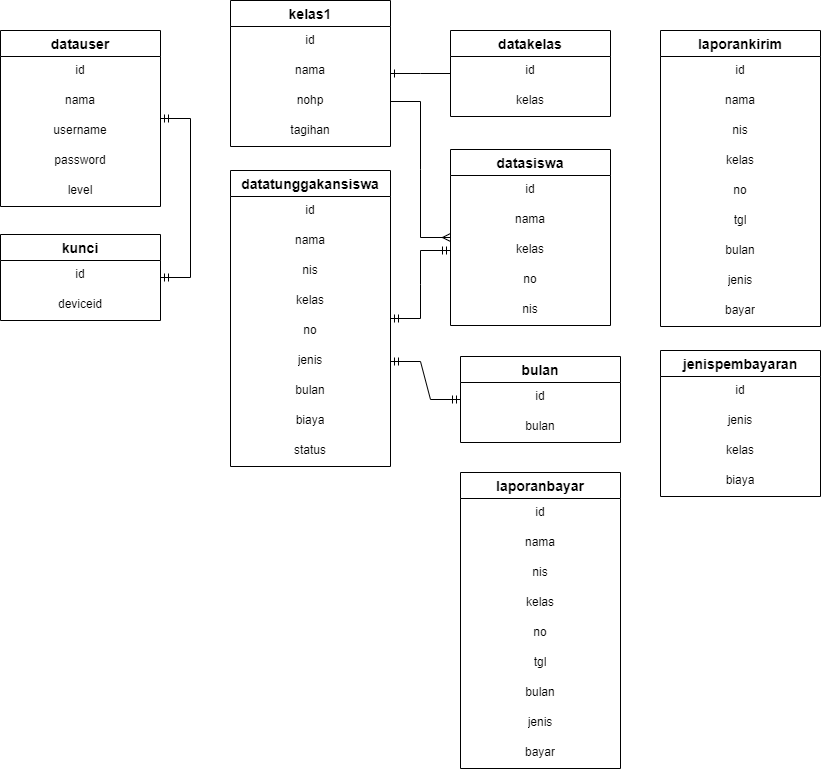 datauser
id
nama
username
password
level
kunci
id
deviceid
kelas1
id
nama
nohp
tagihan
datatunggakansiswa
id
nama
nis
kelas
no
jenis
bulan
biaya
status
datakelas
id
kelas
datasiswa
id
nama
kelas
no
nis
bulan
id
bulan
laporanbayar
id
nama
nis
kelas
no
tgl
bulan
jenis
bayar
laporankirim
id
nama
nis
kelas
no
tgl
bulan
jenis
bayar
jenispembayaran
id
jenis
kelas
biaya